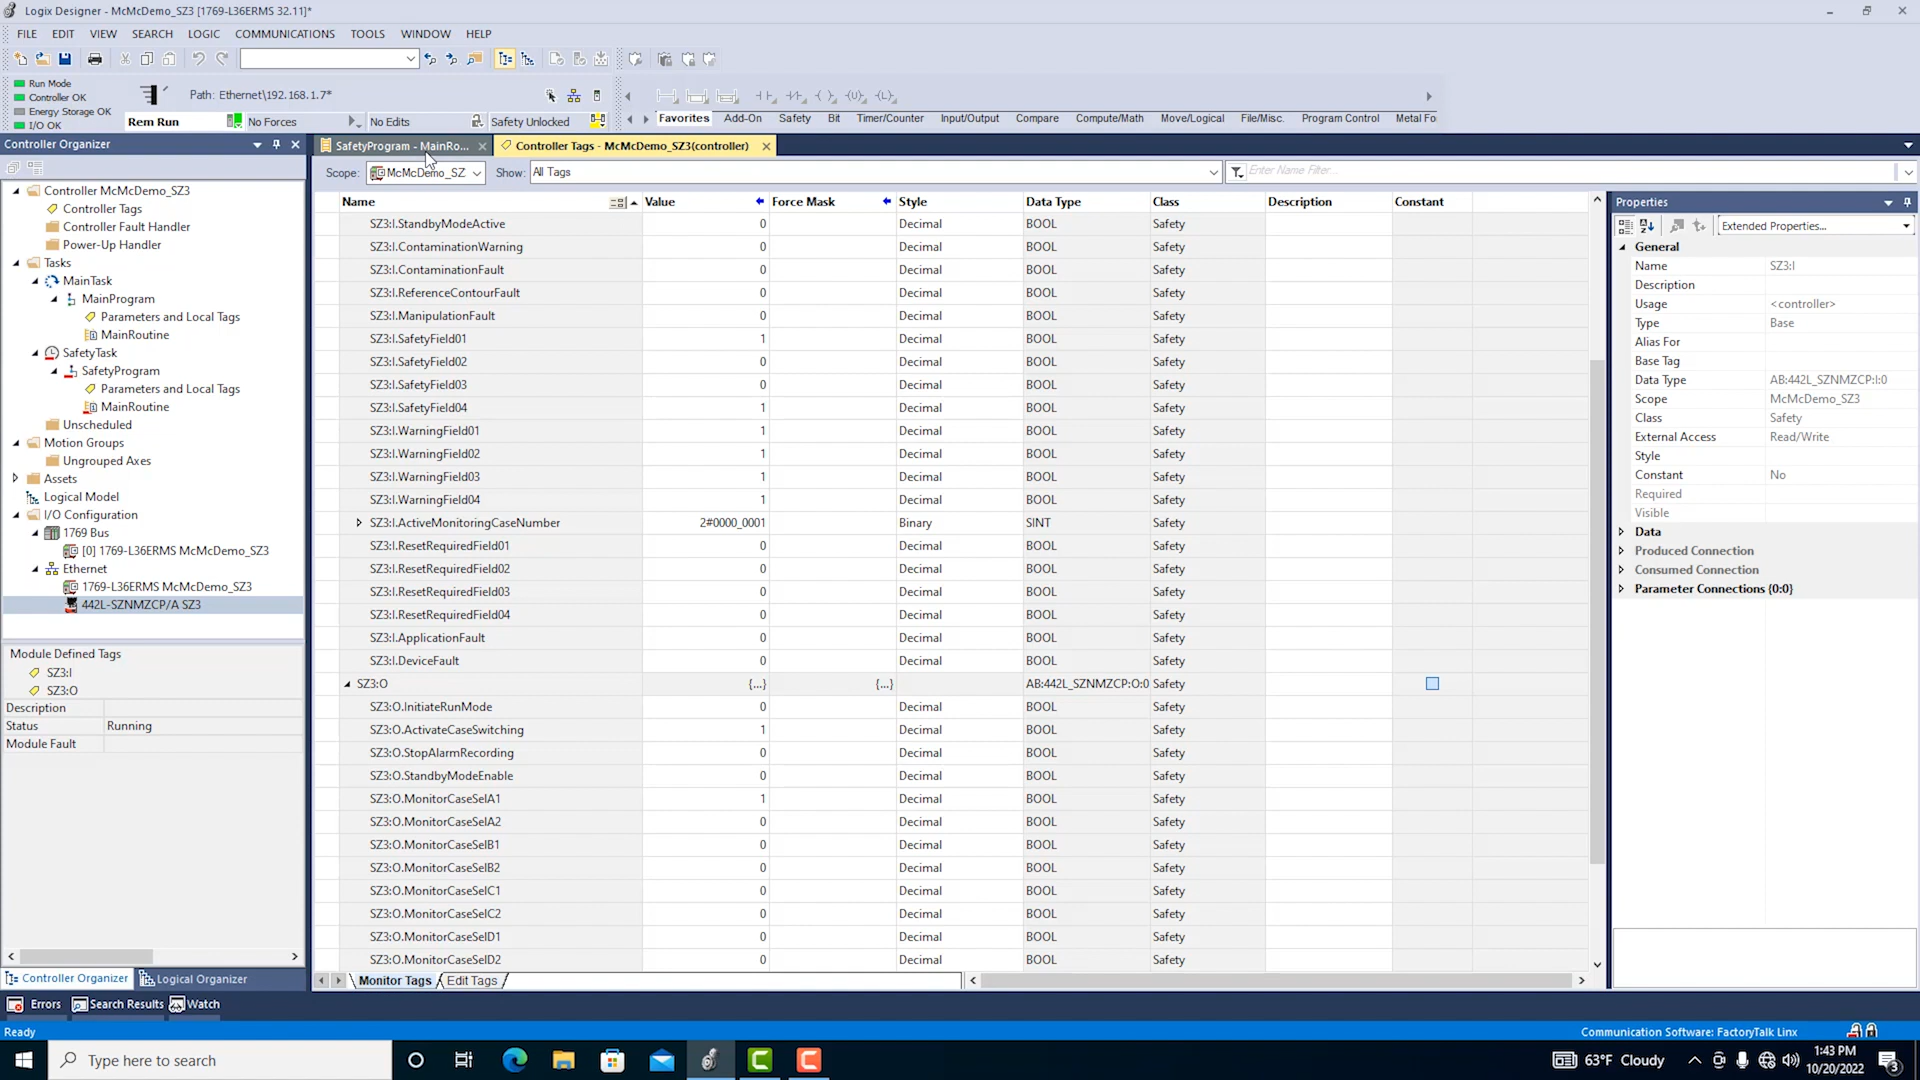 Logix Designer - McMcDemo_SZ3 [1769-L36ERMS 32.11]*
FILE EDIT VIEW SEARCH LOGIC COMMUNICATIONS TOOLS WINDOW HELP
Run Mode
Controller OK
Energy Storage OK
I/O OK
Path: Ethernet\192.168.1.7*
Rem Run No Forces No Edits Safety Unlocked
Favorites Add-On Safety Bit Timer/Counter Input/Output Compare Compute/Math Move/Logical File/Misc. Program Control Metal Fo
Controller Organizer
SafetyProgram - MainRo...
Controller Tags - McMcDemo_SZ3(controller)
Scope: McMcDemo_SZ Show: All Tags Enter Name Filter...
Controller McMcDemo_SZ3
Controller Tags
Controller Fault Handler
Power-Up Handler
Tasks
MainTask
MainProgram
Parameters and Local Tags
MainRoutine
SafetyTask
SafetyProgram
Parameters and Local Tags
MainRoutine
Unscheduled
Motion Groups
Ungrouped Axes
Assets
Logical Model
I/O Configuration
1769 Bus
[0] 1769-L36ERMS McMcDemo_SZ3
Ethernet
1769-L36ERMS McMcDemo_SZ3
442L-SZNMZCP/A SZ3
Module Defined Tags
SZ3:I
SZ3:O
Description
Status Running
Module Fault
Controller Organizer Logical Organizer
Name Value Force Mask Style Data Type Class Description Constant
SZ3:I.StandbyModeActive 0 Decimal BOOL Safety
SZ3:I.ContaminationWarning 0 Decimal BOOL Safety
SZ3:I.ContaminationFault 0 Decimal BOOL Safety
SZ3:I.ReferenceContourFault 0 Decimal BOOL Safety
SZ3:I.ManipulationFault 0 Decimal BOOL Safety
SZ3:I.SafetyField01 1 Decimal BOOL Safety
SZ3:I.SafetyField02 0 Decimal BOOL Safety
SZ3:I.SafetyField03 0 Decimal BOOL Safety
SZ3:I.SafetyField04 1 Decimal BOOL Safety
SZ3:I.WarningField01 1 Decimal BOOL Safety
SZ3:I.WarningField02 1 Decimal BOOL Safety
SZ3:I.WarningField03 1 Decimal BOOL Safety
SZ3:I.WarningField04 1 Decimal BOOL Safety
SZ3:I.ActiveMonitoringCaseNumber 2#0000_0001 Binary SINT Safety
SZ3:I.ResetRequiredField01 0 Decimal BOOL Safety
SZ3:I.ResetRequiredField02 0 Decimal BOOL Safety
SZ3:I.ResetRequiredField03 0 Decimal BOOL Safety
SZ3:I.ResetRequiredField04 0 Decimal BOOL Safety
SZ3:I.ApplicationFault 0 Decimal BOOL Safety
SZ3:I.DeviceFault 0 Decimal BOOL Safety
SZ3:O {...} {...} AB:442L_SZNMZCP:O:0 Safety
SZ3:O.InitiateRunMode 0 Decimal BOOL Safety
SZ3:O.ActivateCaseSwitching 1 Decimal BOOL Safety
SZ3:O.StopAlarmRecording 0 Decimal BOOL Safety
SZ3:O.StandbyModeEnable 0 Decimal BOOL Safety
SZ3:O.MonitorCaseSelA1 1 Decimal BOOL Safety
SZ3:O.MonitorCaseSelA2 0 Decimal BOOL Safety
SZ3:O.MonitorCaseSelB1 0 Decimal BOOL Safety
SZ3:O.MonitorCaseSelB2 0 Decimal BOOL Safety
SZ3:O.MonitorCaseSelC1 0 Decimal BOOL Safety
SZ3:O.MonitorCaseSelC2 0 Decimal BOOL Safety
SZ3:O.MonitorCaseSelD1 0 Decimal BOOL Safety
SZ3:O.MonitorCaseSelD2 0 Decimal BOOL Safety
Monitor Tags Edit Tags
Properties
Extended Properties...
General
Name SZ3:I
Description
Usage <controller>
Type Base
Alias For
Base Tag
Data Type AB:442L_SZNMZCP:I:0
Scope McMcDemo_SZ3
Class Safety
External Access Read/Write
Style
Constant No
Required
Visible
Data
Produced Connection
Consumed Connection
Parameter Connections {0:0}
Errors Search Results Watch
Ready Communication Software: FactoryTalk Linx
Type here to search
63°F Cloudy
1:43 PM
10/20/2022
3